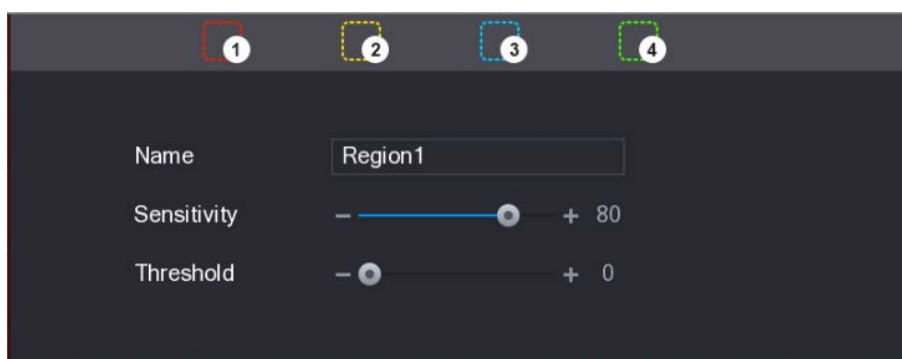 1 2 3 4
Name Region1
Sensitivity − + 80
Threshold − + 0